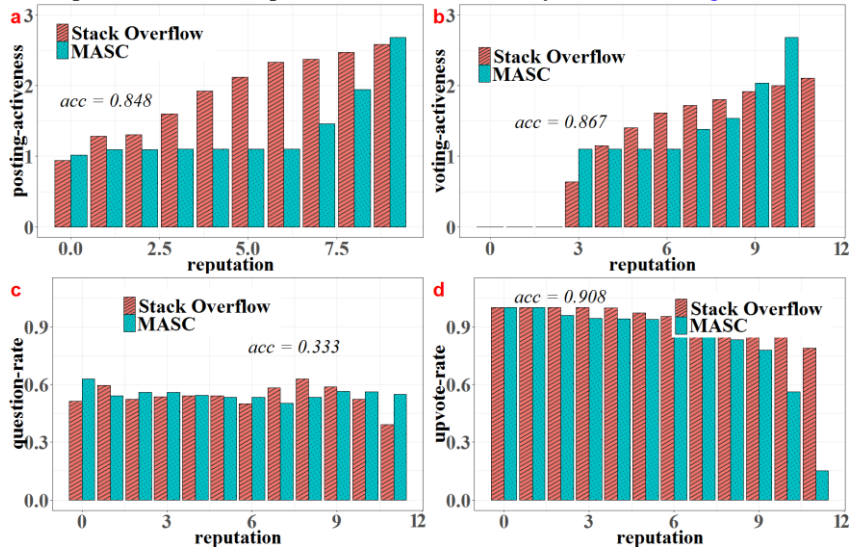 a
3
2
1
0
posting-activeness
Stack Overflow
MASC
acc = 0.848
0.0 2.5 5.0 7.5
reputation
b
3
2
1
0
voting-activeness
Stack Overflow
MASC
acc = 0.867
0 3 6 9 12
reputation
c
0.9
0.6
0.3
0.0
question-rate
Stack Overflow
MASC
acc = 0.333
0 3 6 9 12
reputation
d
0.9
0.6
0.3
0.0
upvote-rate
acc = 0.908
Stack Overflow
MASC
0 3 6 9 12
reputation